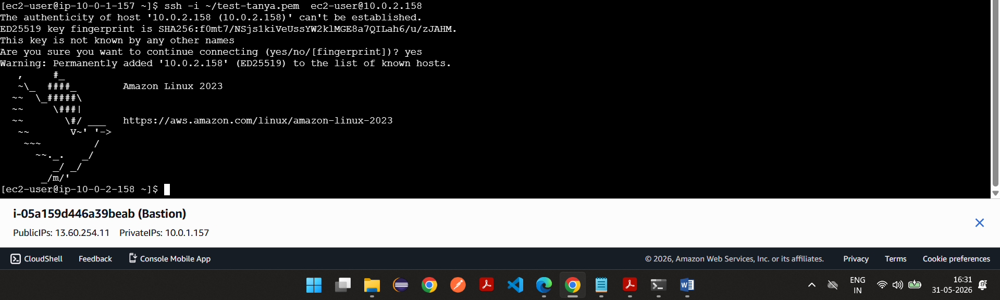 [ec2-user@ip-10-0-1-157 ~]$ ssh -i ~/test-tanya.pem  ec2-user@10.0.2.158
The authenticity of host '10.0.2.158 (10.0.2.158)' can't be established.
ED25519 key fingerprint is SHA256:f0mt7/NSjs1kiVeUssYW2klMGE8a7QILah6/u/zJAHM.
This key is not known by any other names
Are you sure you want to continue connecting (yes/no/[fingerprint])? yes
Warning: Permanently added '10.0.2.158' (ED25519) to the list of known hosts.
   ,     #_
   ~\_  ####_        Amazon Linux 2023
  ~~  \_#####\
  ~~     \###|
  ~~       \#/ ___   https://aws.amazon.com/linux/amazon-linux-2023
   ~~       V~' '->
    ~~~         /
      ~~._.   _/
         _/ _/
       _/m/'
[ec2-user@ip-10-0-2-158 ~]$
i-05a159d446a39beab (Bastion)
PublicIPs: 13.60.254.11    PrivateIPs: 10.0.1.157
CloudShell    Feedback    Console Mobile App    © 2026, Amazon Web Services, Inc. or its affiliates.    Privacy    Terms    Cookie preferences
ENG
IN
16:31
31-05-2026